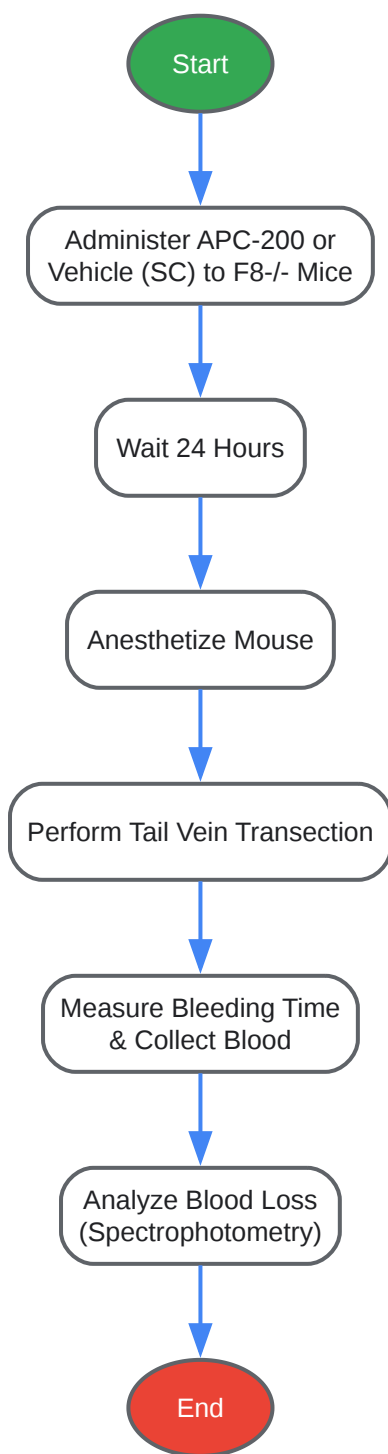 Start
Administer APC-200 or
Vehicle (SC) to F8-/- Mice
Wait 24 Hours
Anesthetize Mouse
Perform Tail Vein Transection
Measure Bleeding Time
& Collect Blood
Analyze Blood Loss
(Spectrophotometry)
End